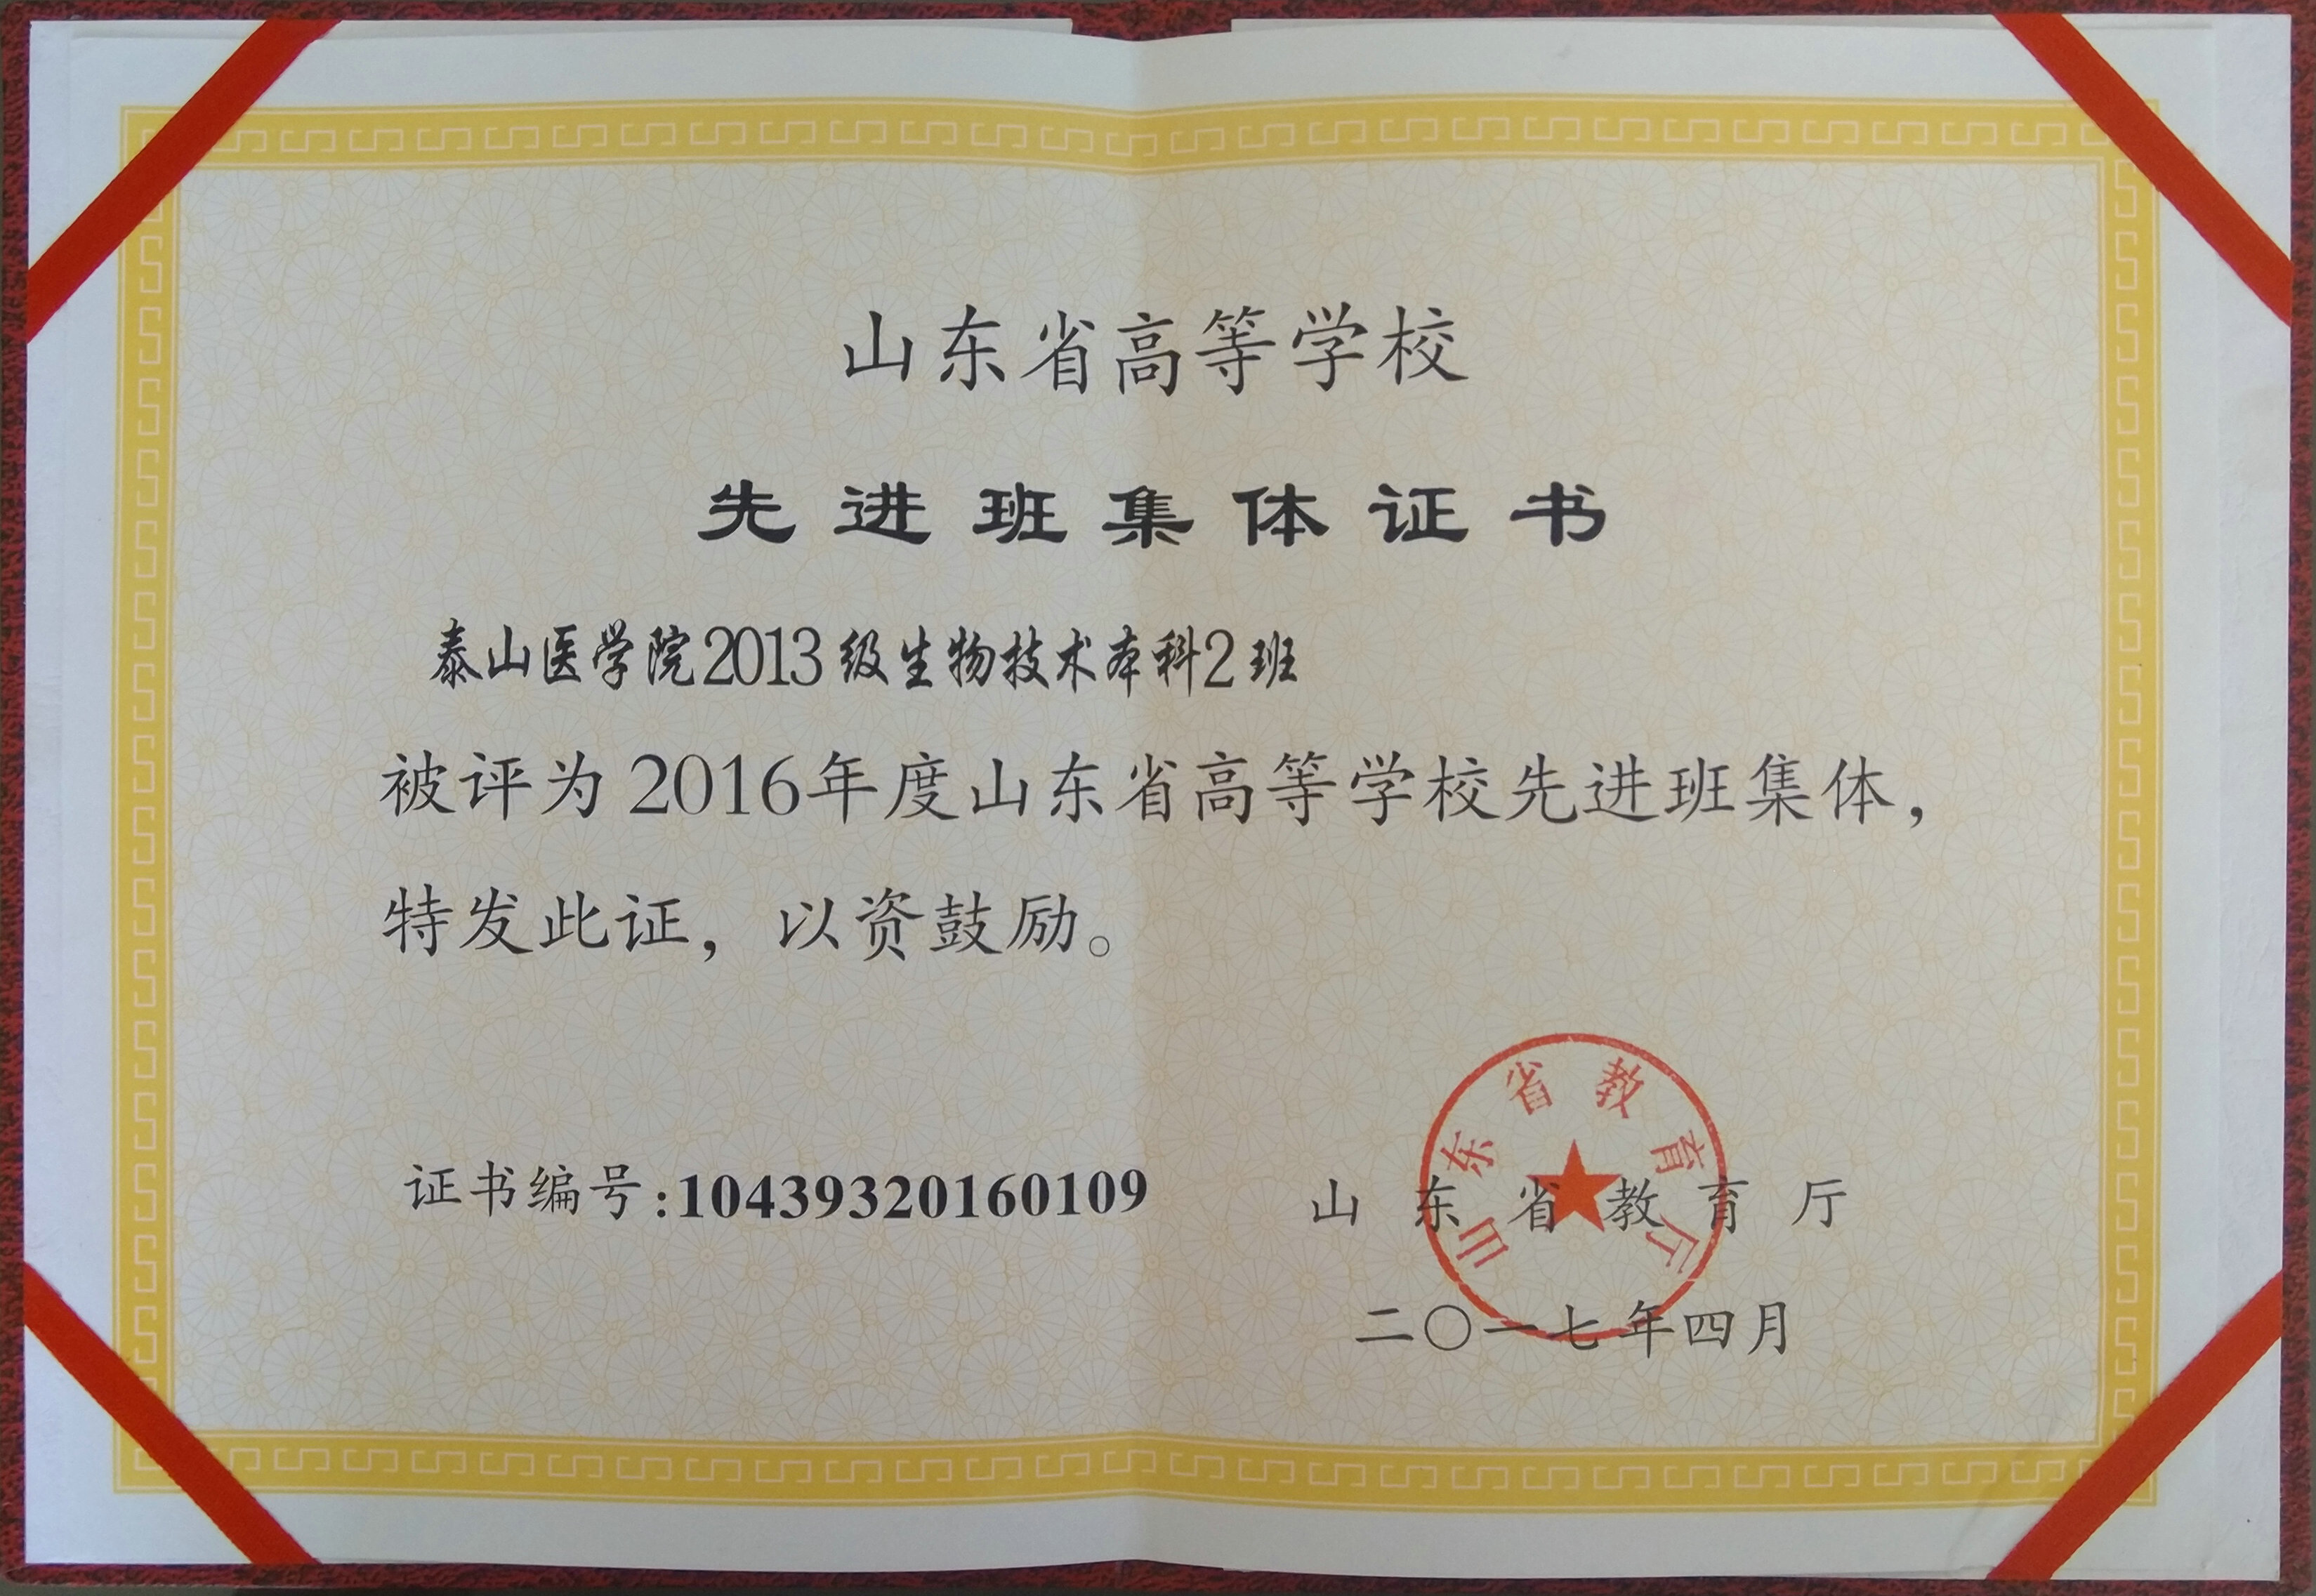 山东省高等学校
先进班集体证书
泰山医学院2013级生物技术本科2班
被评为2016年度山东省高等学校先进班集体，
特发此证，以资鼓励。
证书编号:10439320160109
山东省教育厅
山东省教育厅
二〇一七年四月